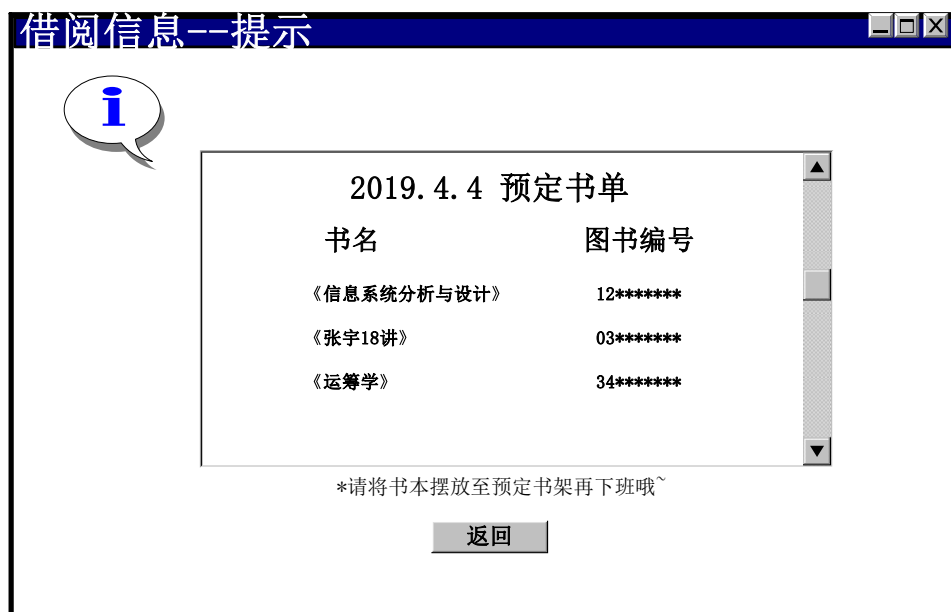 借阅信息--提示
i
2019.4.4 预定书单
书名 图书编号
《信息系统分析与设计》 12*******
《张宇18讲》 03*******
《运筹学》 34*******
*请将书本摆放至预定书架再下班哦~
返回